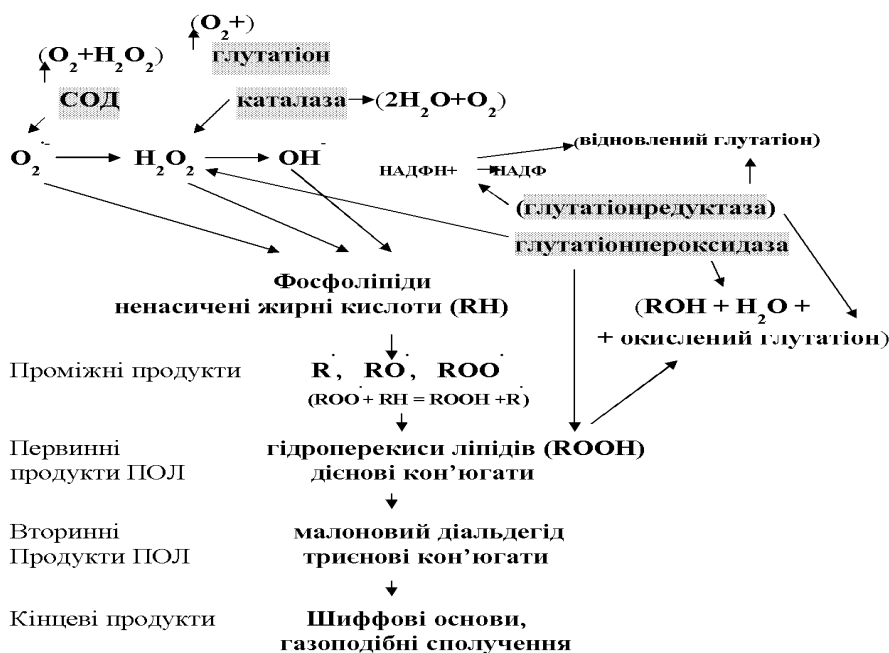 (O₂+)
(O₂+H₂O₂)
глутатіон
СОД
каталаза
(2H₂O+O₂)
O₂˙⁻
H₂O₂
OH˙
НАДФН+
НАДФ
(відновлений глутатіон)
(глутатіонредуктаза)
глутатіонпероксидаза
Фосфоліпіди
ненасичені жирні кислоти (RH)
(ROH + H₂O +
+ окислений глутатіон)
Проміжні продукти
R˙, RO˙, ROO˙
(ROO˙+ RH = ROOH +R˙)
Первинні
продукти ПОЛ
гідроперекиси ліпідів (ROOH)
дієнові кон’югати
Вторинні
Продукти ПОЛ
малоновий діальдегід
триєнові кон’югати
Кінцеві продукти
Шиффові основи,
газоподібні сполучення